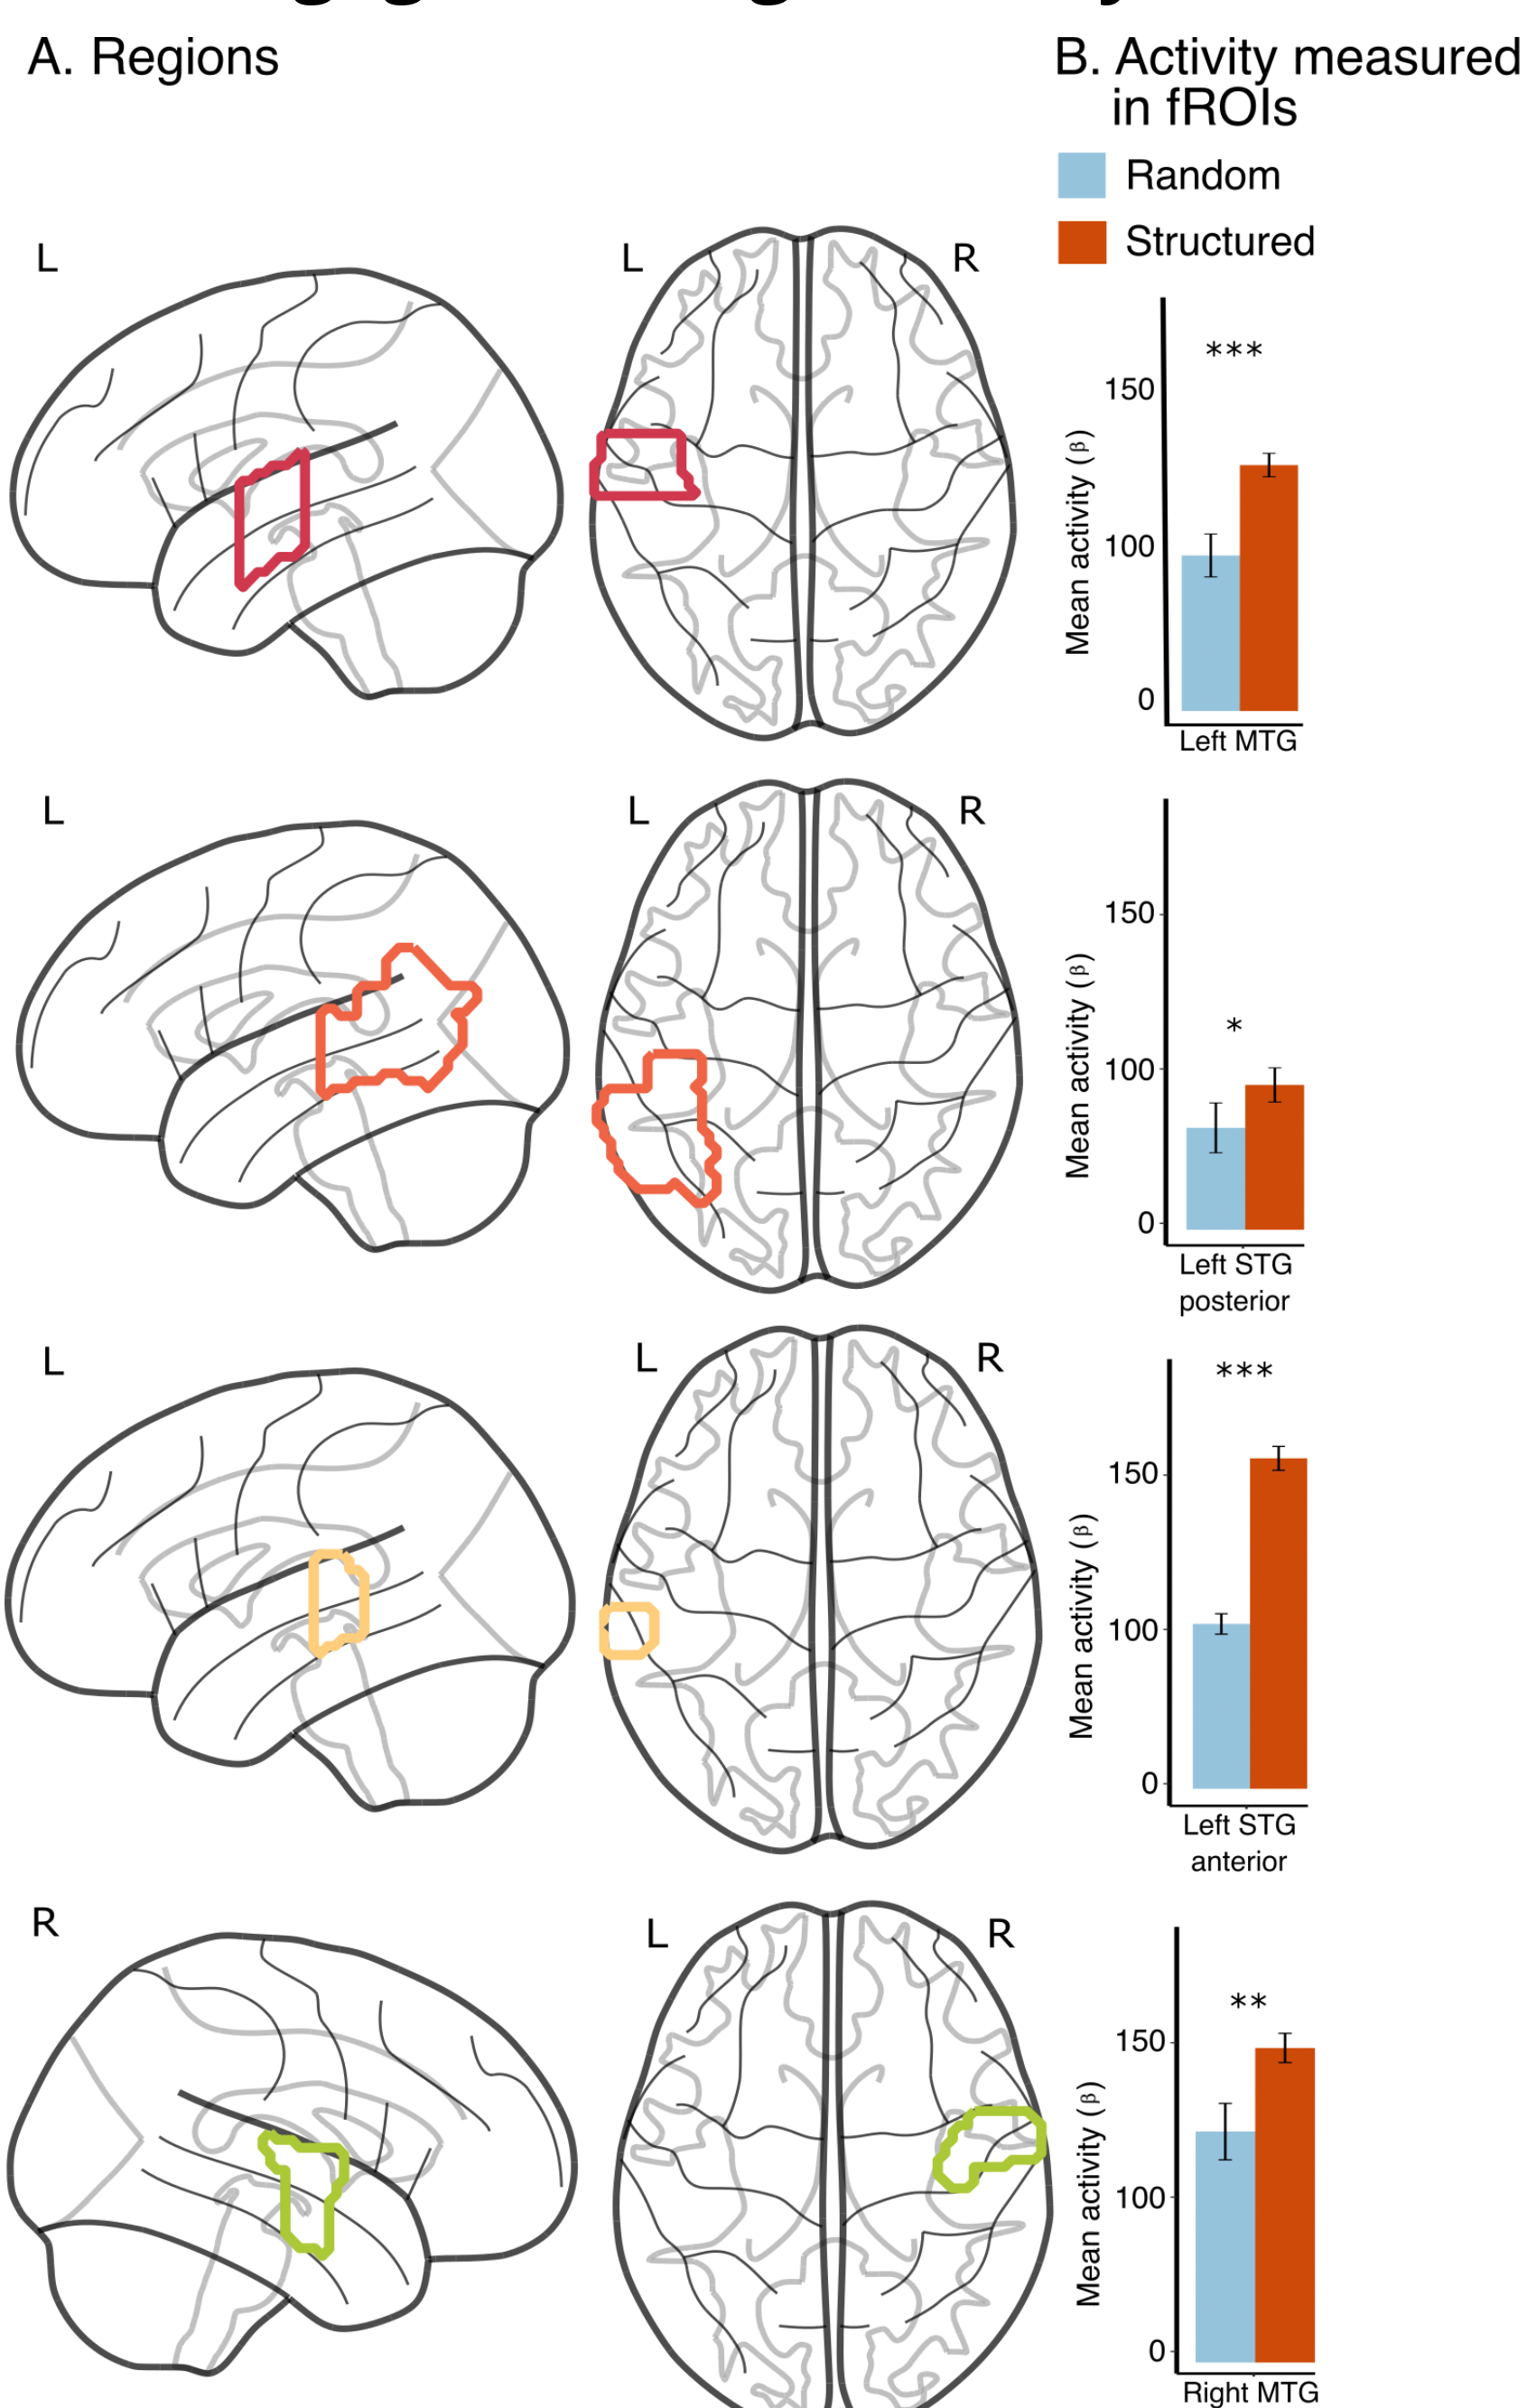 A. Regions
B. Activity measured
in fROIs
Random
Structured
L
L
R
***
150
100
0
Mean activity (β)
Left MTG
L
L
R
*
150
100
0
Mean activity (β)
Left STG
posterior
L
L
R
***
150
100
0
Mean activity (β)
Left STG
anterior
R
L
R
**
150
100
0
Mean activity (β)
Right MTG